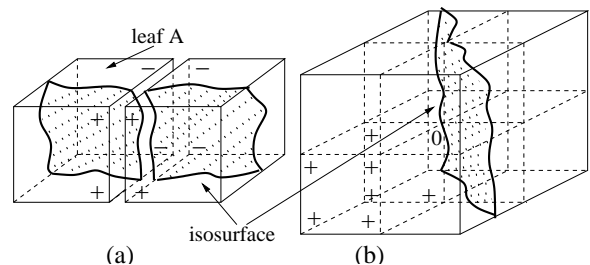 leaf A
− −
+ +
− −
+ +
0
+ +
+ + +
+ +
isosurface
(a) (b)